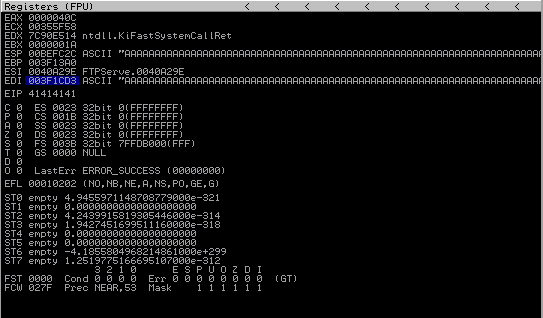 Registers (FPU) < < < < < < < <
EAX 0000040C
ECX 00355F58
EDX 7C90E514 ntdll.KiFastSystemCallRet
EBX 0000001A
ESP 00BEFC2C ASCII "AAAAAAAAAAAAAAAAAAAAAAAAAAAAAAAAAAAAAAAAAAAAAAAAAAAAAAAAAAAAAAAAAAAAA
EBP 003F13A0
ESI 0040A29E FTPServe.0040A29E
EDI 003F1CD3 ASCII "AAAAAAAAAAAAAAAAAAAAAAAAAAAAAAAAAAAAAAAAAAAAAAAAAAAAAAAAAAAAAAAAAAAAA
EIP 41414141
C 0 ES 0023 32bit 0(FFFFFFFF)
P 0 CS 001B 32bit 0(FFFFFFFF)
A 0 SS 0023 32bit 0(FFFFFFFF)
Z 0 DS 0023 32bit 0(FFFFFFFF)
S 0 FS 003B 32bit 7FFDB000(FFF)
T 0 GS 0000 NULL
D 0
O 0 LastErr ERROR_SUCCESS (00000000)
EFL 00010202 (NO,NB,NE,A,NS,PO,GE,G)
ST0 empty 4.9455971148708779000e-321
ST1 empty 0.0000000000000000000
ST2 empty 4.2439915819305446000e-314
ST3 empty 1.9427451699511160000e-318
ST4 empty 0.0000000000000000000
ST5 empty 0.0000000000000000000
ST6 empty -4.1855804968214861000e+299
ST7 empty 1.2519775166695107000e-312
3 2 1 0 E S P U O Z D I
FST 0000 Cond 0 0 0 0 Err 0 0 0 0 0 0 0 0 (GT)
FCW 027F Prec NEAR,53 Mask 1 1 1 1 1 1